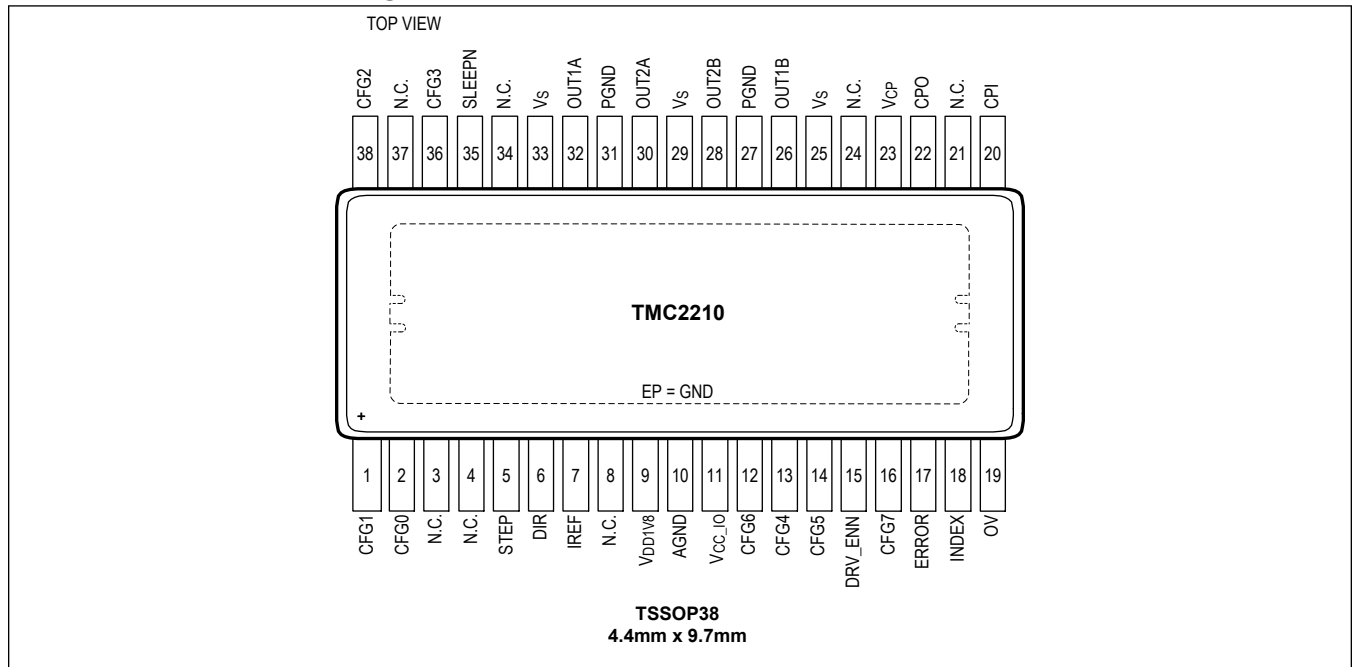 TOP VIEW
CFG2 N.C. CFG3 SLEEPN N.C. VS OUT1A PGND OUT2A VS OUT2B PGND OUT1B VS N.C. VCP CPO N.C. CPI
38 37 36 35 34 33 32 31 30 29 28 27 26 25 24 23 22 21 20
TMC2210
EP = GND
+
1 2 3 4 5 6 7 8 9 10 11 12 13 14 15 16 17 18 19
CFG1 CFG0 N.C. N.C. STEP DIR IREF N.C. VDD1V8 AGND VCC_IO CFG6 CFG4 CFG5 DRV_ENN CFG7 ERROR INDEX OV
TSSOP38
4.4mm x 9.7mm